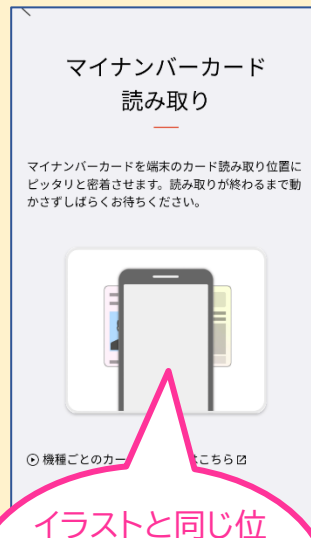 マイナンバーカード
読み取り
マイナンバーカードを端末のカード読み取り位置に
ピッタリと密着させます。読み取りが終わるまで動
かさずしばらくお待ちください。
機種ごとのカー こちら
イラストと同じ位